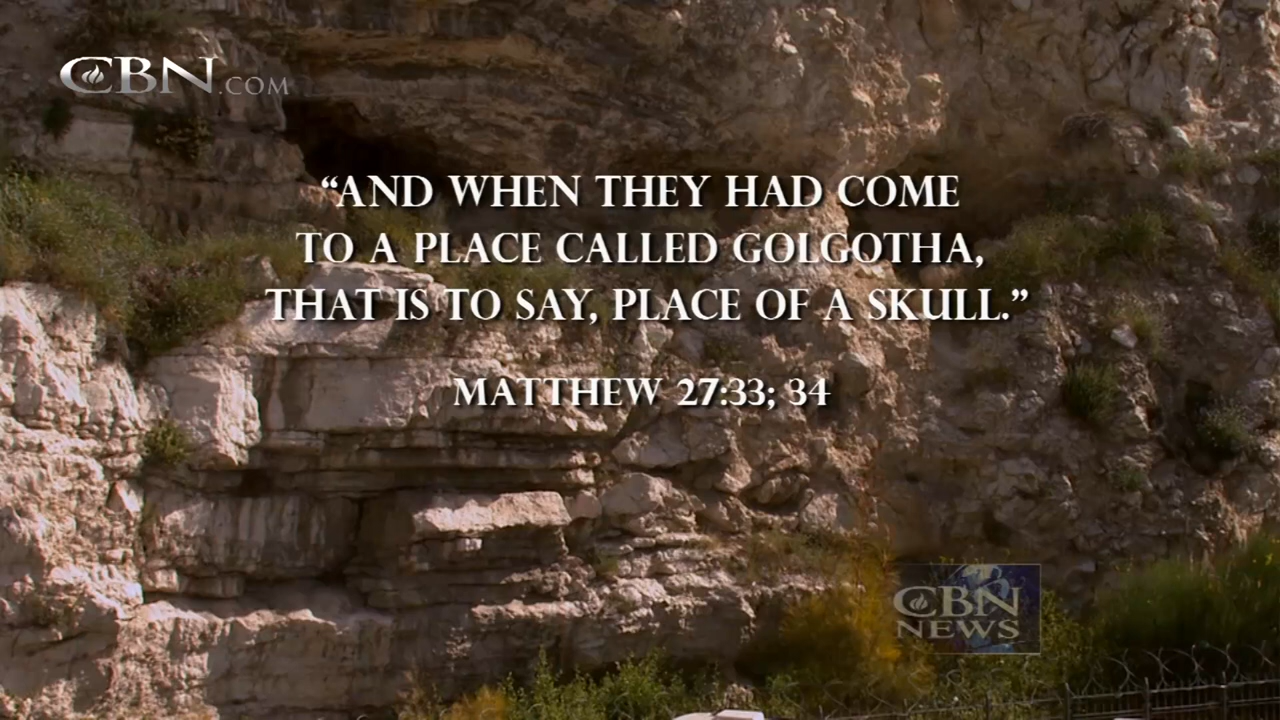 CBN.COM
“AND WHEN THEY HAD COME
TO A PLACE CALLED GOLGOTHA,
THAT IS TO SAY, PLACE OF A SKULL.”
MATTHEW 27:33; 34
CBN
NEWS